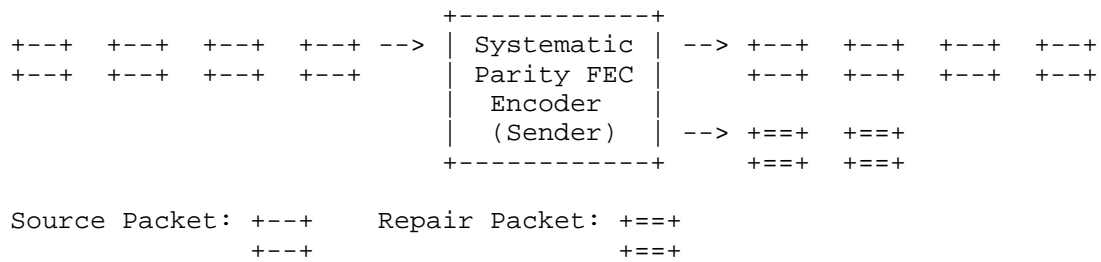 +------------+
+--+  +--+  +--+  +--+ --> | Systematic | --> +--+  +--+  +--+  +--+
+--+  +--+  +--+  +--+     | Parity FEC |     +--+  +--+  +--+  +--+
                           |  Encoder   |
                           |  (Sender)  | --> +==+  +==+
                           +------------+     +==+  +==+
Source Packet: +--+    Repair Packet: +==+
               +--+                   +==+